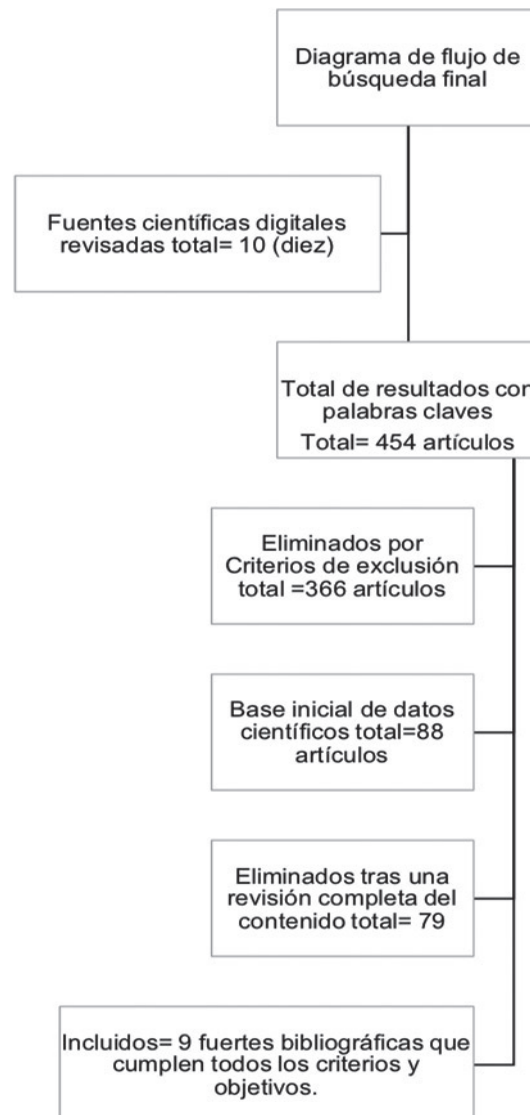 Diagrama de flujo de
búsqueda final
Fuentes científicas digitales
revisadas total= 10 (diez)
Total de resultados con
palabras claves
Total= 454 artículos
Eliminados por
Criterios de exclusión
total =366 artículos
Base inicial de datos
científicos total=88
artículos
Eliminados tras una
revisión completa del
contenido total= 79
Incluidos= 9 fuertes bibliográficas que
cumplen todos los criterios y
objetivos.